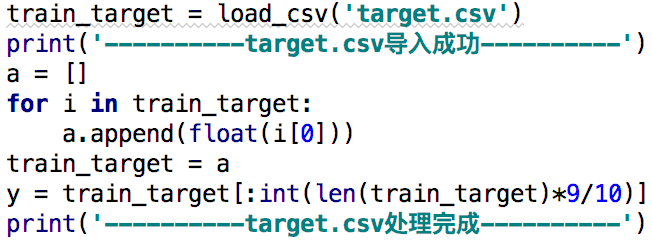 train_target = load_csv('target.csv')
print('——————————target.csv导入成功——————————')
a = []
for i in train_target:
    a.append(float(i[0]))
train_target = a
y = train_target[:int(len(train_target)*9/10)]
print('——————————target.csv处理完成——————————')